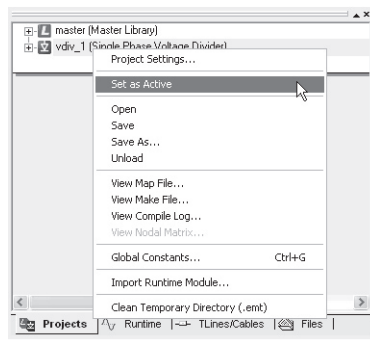 master (Master Library)
vdiv_1 (Single Phase Voltage Divider)
Project Settings...
Set as Active
Open
Save
Save As...
Unload
View Map File...
View Make File...
View Compile Log...
View Nodal Matrix...
Global Constants... Ctrl+G
Import Runtime Module...
Clean Temporary Directory (.emt)
Projects Runtime TLines/Cables Files